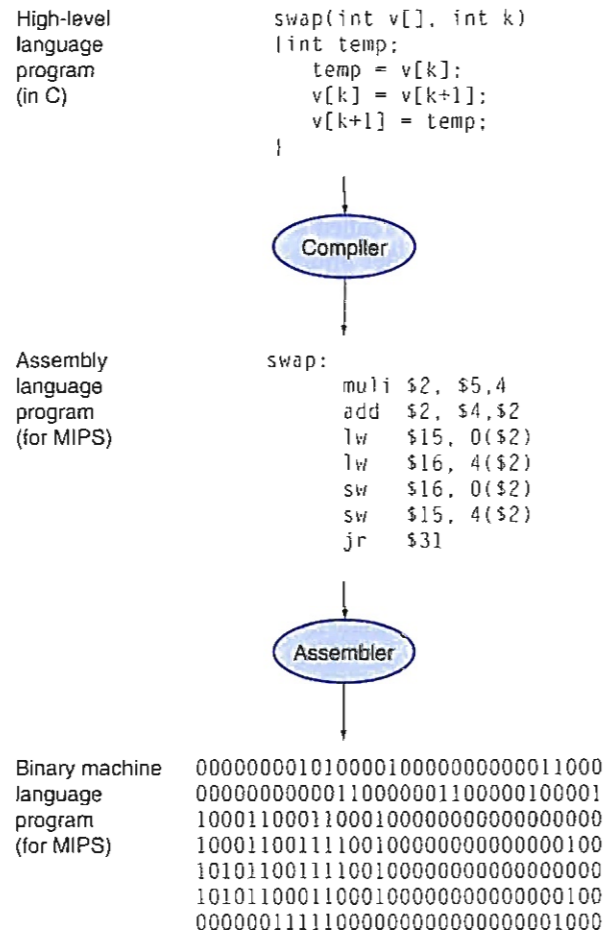 High-level swap(int v[], int k)
language {int temp;
program temp = v[k];
(in C) v[k] = v[k+1];
v[k+1] = temp;
}
Compiler
Assembly swap:
language muli $2, $5,4
program add $2, $4,$2
(for MIPS) lw $15, 0($2)
lw $16, 4($2)
sw $16, 0($2)
sw $15, 4($2)
jr $31
Assembler
Binary machine 00000000101000010000000000011000
language 00000000000110000001100000100001
program 10001100011000100000000000000000
(for MIPS) 10001100111100100000000000000100
10101100111100100000000000000000
10101100011000100000000000000100
00000011111000000000000000001000